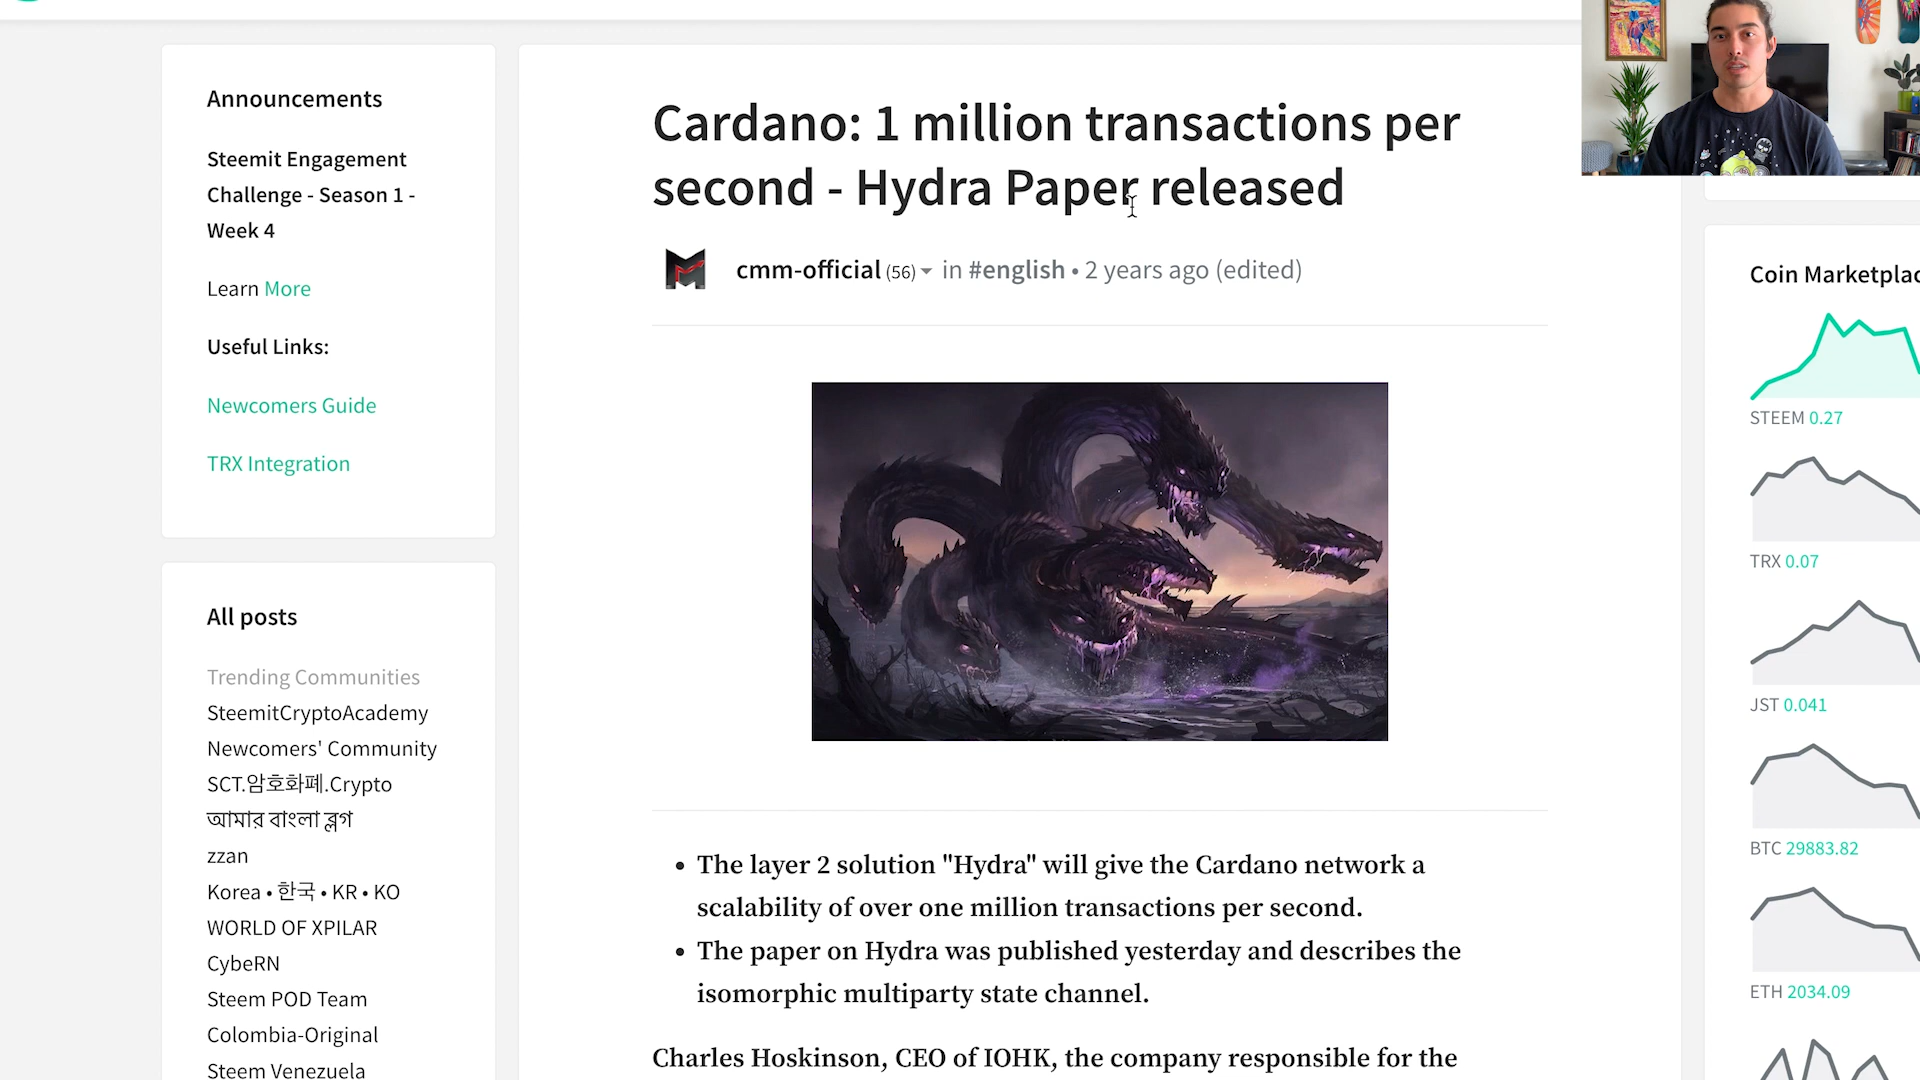 Announcements
Steemit Engagement
Challenge - Season 1 -
Week 4
Learn More
Useful Links:
Newcomers Guide
TRX Integration
All posts
Trending Communities
SteemitCryptoAcademy
Newcomers' Community
SCT.암호화폐.Crypto
আমার বাংলা ব্লগ
zzan
Korea • 한국 • KR • KO
WORLD OF XPILAR
CybeRN
Steem POD Team
Colombia-Original
Steem Venezuela
Cardano: 1 million transactions per
second - Hydra Paper released
cmm-official (56) in #english • 2 years ago (edited)
• The layer 2 solution "Hydra" will give the Cardano network a
scalability of over one million transactions per second.
• The paper on Hydra was published yesterday and describes the
isomorphic multiparty state channel.
Charles Hoskinson, CEO of IOHK, the company responsible for the
Coin Marketplac
STEEM 0.27
TRX 0.07
JST 0.041
BTC 29883.82
ETH 2034.09